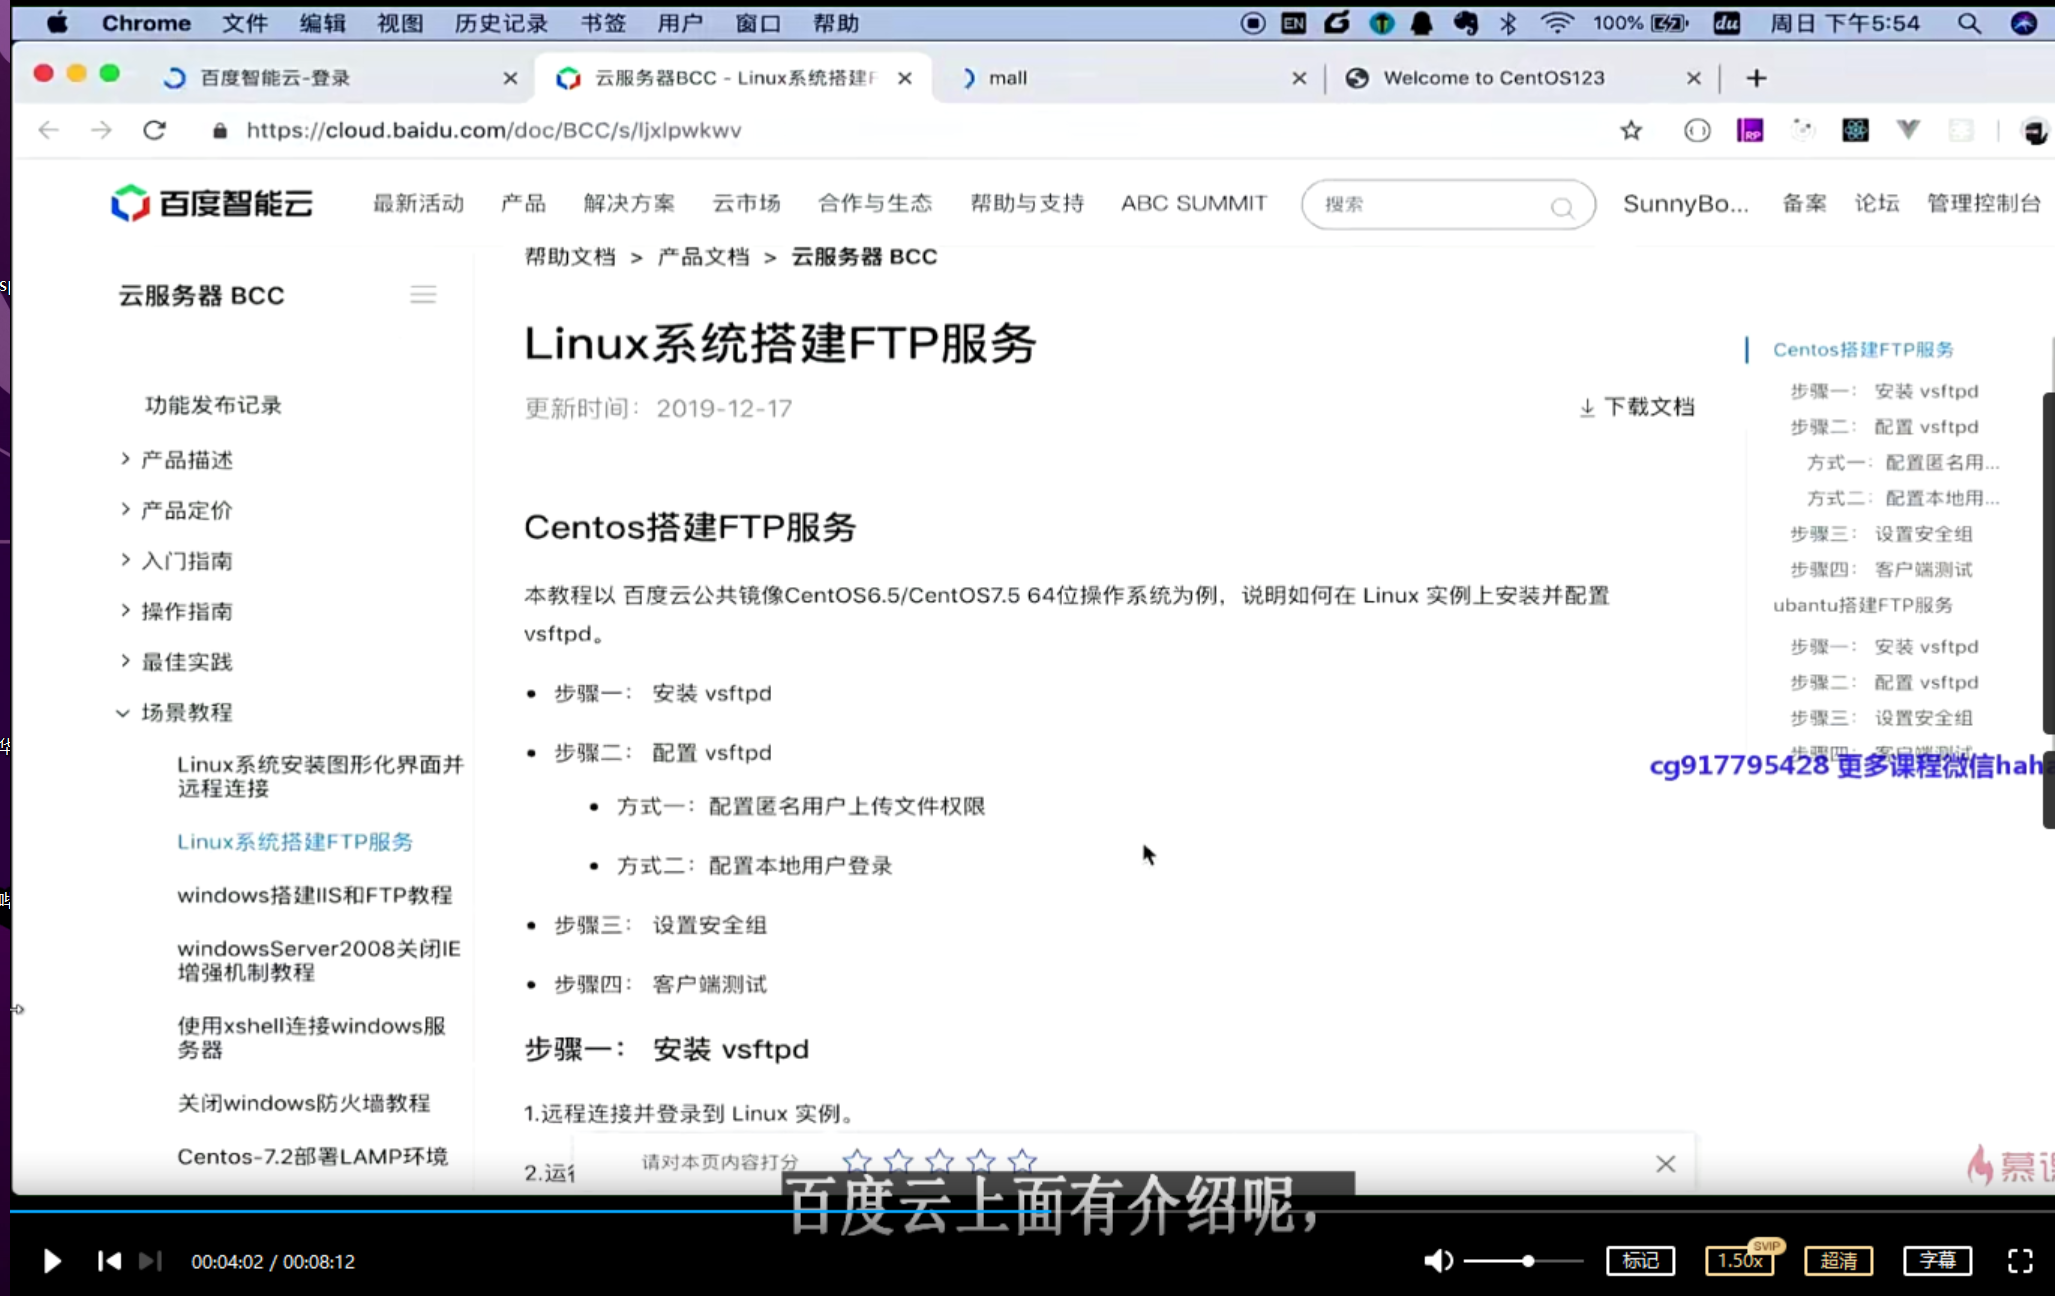 Chrome 文件 编辑 视图 历史记录 书签 用户 窗口 帮助 EN 100% du 周日 下午5:54
百度智能云-登录 云服务器BCC - Linux系统搭建F mall Welcome to CentOS123
https://cloud.baidu.com/doc/BCC/s/ljxlpwkwv RP
百度智能云 最新活动 产品 解决方案 云市场 合作与生态 帮助与支持 ABC SUMMIT 搜索 SunnyBo... 备案 论坛 管理控制台
帮助文档 > 产品文档 > 云服务器 BCC
云服务器 BCC
功能发布记录
产品描述
产品定价
入门指南
操作指南
最佳实践
场景教程
Linux系统安装图形化界面并
远程连接
Linux系统搭建FTP服务
windows搭建IIS和FTP教程
windowsServer2008关闭IE
增强机制教程
使用xshell连接windows服
务器
关闭windows防火墙教程
Centos-7.2部署LAMP环境
Linux系统搭建FTP服务
更新时间：2019-12-17
下载文档
Centos搭建FTP服务
本教程以 百度云公共镜像CentOS6.5/CentOS7.5 64位操作系统为例，说明如何在 Linux 实例上安装并配置
vsftpd。
步骤一： 安装 vsftpd
步骤二： 配置 vsftpd
方式一：配置匿名用户上传文件权限
方式二：配置本地用户登录
步骤三： 设置安全组
步骤四： 客户端测试
步骤一： 安装 vsftpd
1.远程连接并登录到 Linux 实例。
2.运行
请对本页内容打分
Centos搭建FTP服务
步骤一： 安装 vsftpd
步骤二： 配置 vsftpd
方式一：配置匿名用...
方式二：配置本地用...
步骤三： 设置安全组
步骤四： 客户端测试
ubantu搭建FTP服务
步骤一： 安装 vsftpd
步骤二： 配置 vsftpd
步骤三： 设置安全组
步骤四： 客户端测试
cg917795428 更多课程微信haha
慕课
百度云上面有介绍呢，
00:04:02 / 00:08:12 标记 1.50x SVIP 超清 字幕